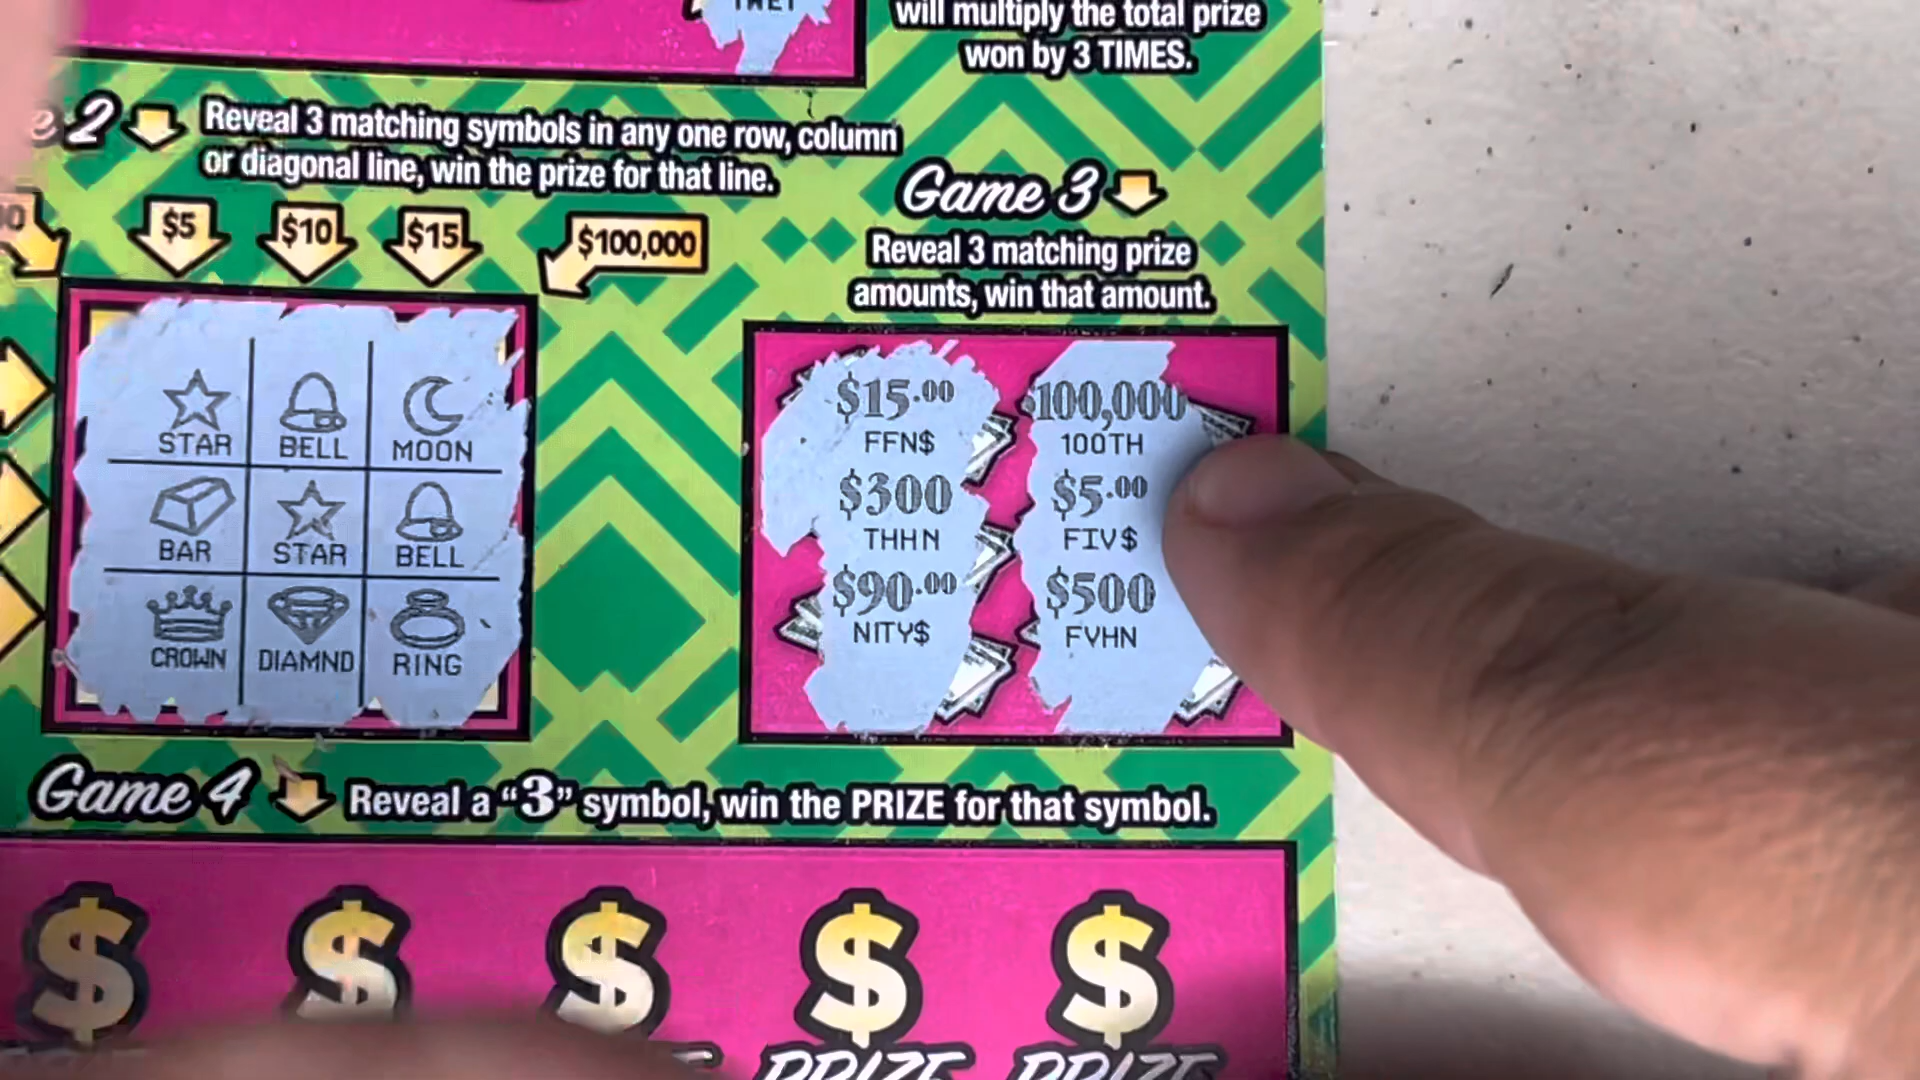 will multiply the total prize
won by 3 TIMES.
2
Reveal 3 matching symbols in any one row, column
or diagonal line, win the prize for that line.
$5
$10
$15
$100,000
STAR
BELL
MOON
BAR
STAR
BELL
CROWN
DIAMND
RING
Game 3
Reveal 3 matching prize
amounts, win that amount.
$15.00
100,000
FFN$
100TH
$300
$5.00
THHN
FIV$
$90.00
$500
NITY$
FVHN
Game 4
Reveal a "3" symbol, win the PRIZE for that symbol.
$ $ $ $ $
PRIZE PRIZE